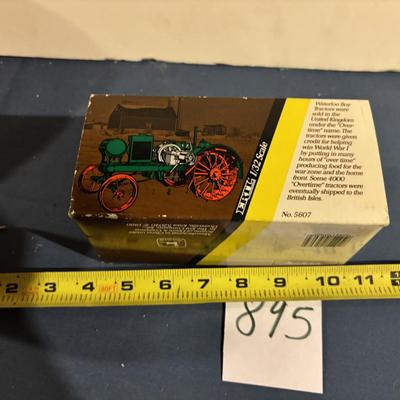 Waterloo Boy
Tractors were
sold in the
United Kingdom
under the "Over-
time" name. The
tractors were given
credit for helping
win World War I
by putting in many
hours of "over time"
producing food for the
war zone and the home
front. Some 4000
"Overtime" tractors were
eventually shipped to the
British Isles.
No. 5607
ERTL 1/32 Scale
2 3 4 5 6 7 8 9 10 11
895